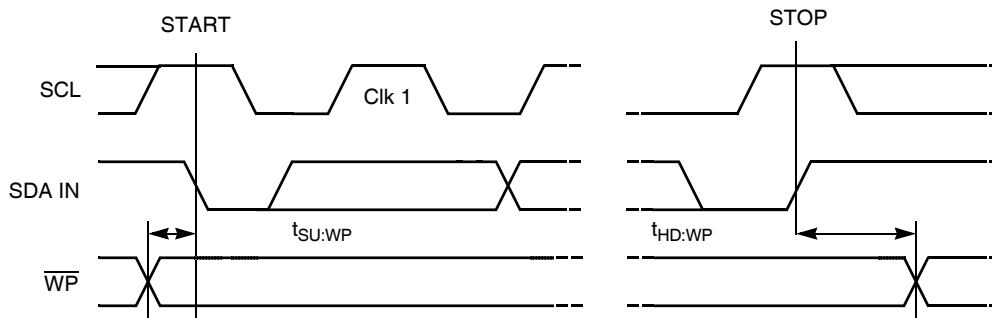 START
STOP
SCL
Clk 1
SDA IN
tSU:WP
tHD:WP
WP